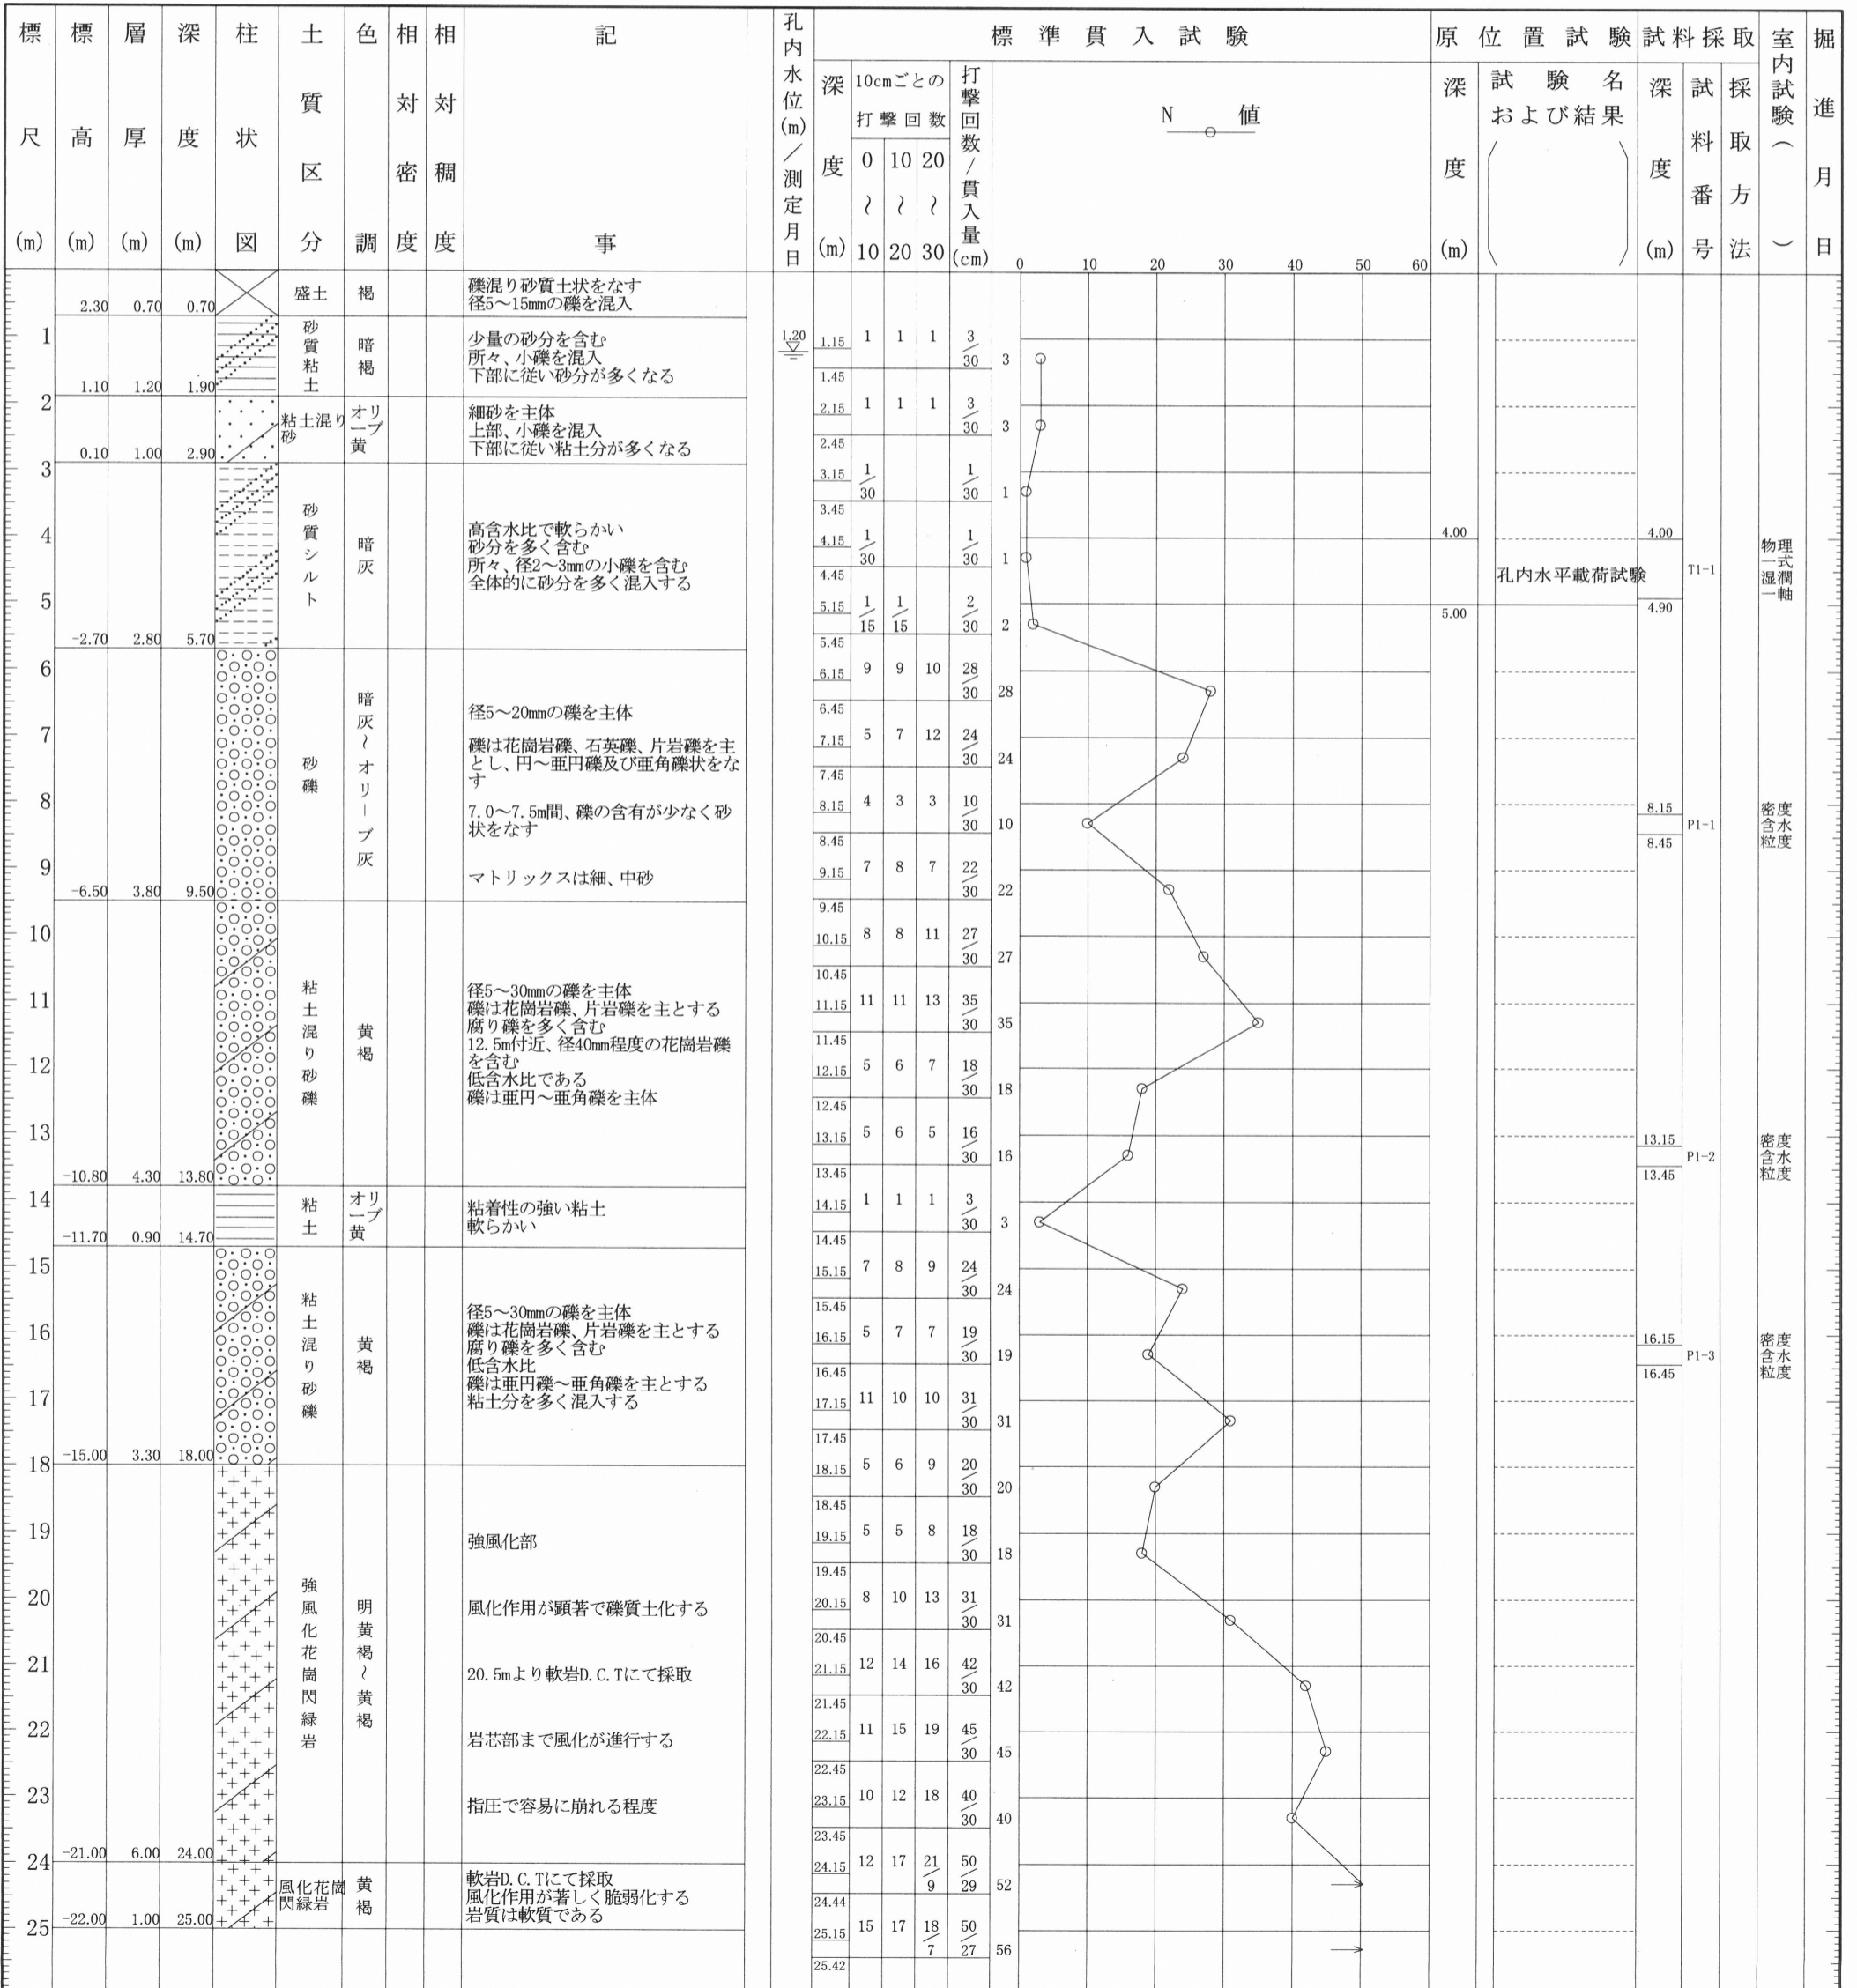 標尺(m)
標高(m)
層厚(m)
深度(m)
柱状図
土質区分
色調
相対密度
相対稠度
記事
孔内水位(m)/測定月日
標準貫入試験
深度(m)
10cmごとの
打撃回数
0〜10
10〜20
20〜30
打撃回数/貫入量(cm)
N値
0 10 20 30 40 50 60
原位置試験
深度(m)
試験名
および結果
試料採取
深度(m)
試料番号
採取方法
室内試験( )
掘進月日
2.30 0.70 0.70
盛土
褐
礫混り砂質土状をなす
径5〜15mmの礫を混入
1
1.10 1.20 1.90
砂質粘土
暗褐
少量の砂分を含む
所々、小礫を混入
下部に従い砂分が多くなる
1.20
2
0.10 1.00 2.90
粘土混り
砂
オリーブ黄
細砂を主体
上部、小礫を混入
下部に従い粘土分が多くなる
3
4
5
-2.70 2.80 5.70
砂質シルト
暗灰
高含水比で軟らかい
砂分を多く含む
所々、径2〜3mmの小礫を含む
全体的に砂分を多く混入する
6
7
8
9
-6.50 3.80 9.50
砂礫
暗灰〜オリーブ灰
径5〜20mmの礫を主体
礫は花崗岩礫、石英礫、片岩礫を主
とし、円〜亜円礫及び亜角礫状をな
す
7.0〜7.5m間、礫の含有が少なく砂
状をなす
マトリックスは細、中砂
10
11
12
13
-10.80 4.30 13.80
粘土混り砂礫
黄褐
径5〜30mmの礫を主体
礫は花崗岩礫、片岩礫を主とする
腐り礫を多く含む
12.5m付近、径40mm程度の花崗岩礫
を含む
低含水比である
礫は亜円〜亜角礫を主体
14
-11.70 0.90 14.70
粘土
オリーブ黄
粘着性の強い粘土
軟らかい
15
16
17
18
-15.00 3.30 18.00
粘土混り砂礫
黄褐
径5〜30mmの礫を主体
礫は花崗岩礫、片岩礫を主とする
腐り礫を多く含む
低含水比
礫は亜円礫〜亜角礫を主とする
粘土分を多く混入する
19
20
21
22
23
24
-21.00 6.00 24.00
強風化花崗閃緑岩
明黄褐〜黄褐
強風化部
風化作用が顕著で礫質土化する
20.5mより軟岩D.C.Tにて採取
岩芯部まで風化が進行する
指圧で容易に崩れる程度
25
-22.00 1.00 25.00
風化花崗
閃緑岩
黄褐
軟岩D.C.Tにて採取
風化作用が著しく脆弱化する
岩質は軟質である
1.15 1 1 1 3/30 3
1.45
2.15 1 1 1 3/30 3
2.45
3.15 1/30 1/30 1
3.45
4.15 1/30 1/30 1
4.45
5.15 1/15 1/15 2/30 2
5.45
6.15 9 9 10 28/30 28
6.45
7.15 5 7 12 24/30 24
7.45
8.15 4 3 3 10/30 10
8.45
9.15 7 8 7 22/30 22
9.45
10.15 8 8 11 27/30 27
10.45
11.15 11 11 13 35/30 35
11.45
12.15 5 6 7 18/30 18
12.45
13.15 5 6 5 16/30 16
13.45
14.15 1 1 1 3/30 3
14.45
15.15 7 8 9 24/30 24
15.45
16.15 5 7 7 19/30 19
16.45
17.15 11 10 10 31/30 31
17.45
18.15 5 6 9 20/30 20
18.45
19.15 5 5 8 18/30 18
19.45
20.15 8 10 13 31/30 31
20.45
21.15 12 14 16 42/30 42
21.45
22.15 11 15 19 45/30 45
22.45
23.15 10 12 18 40/30 40
23.45
24.15 12 17 21/9 50/29 52
24.44
25.15 15 17 18/7 50/27 56
25.42
4.00
孔内水平載荷試験
5.00
4.00
T1-1
4.90
物理
一式
湿潤
一軸
8.15
P1-1
8.45
密度
含水
粒度
13.15
P1-2
13.45
密度
含水
粒度
16.15
P1-3
16.45
密度
含水
粒度